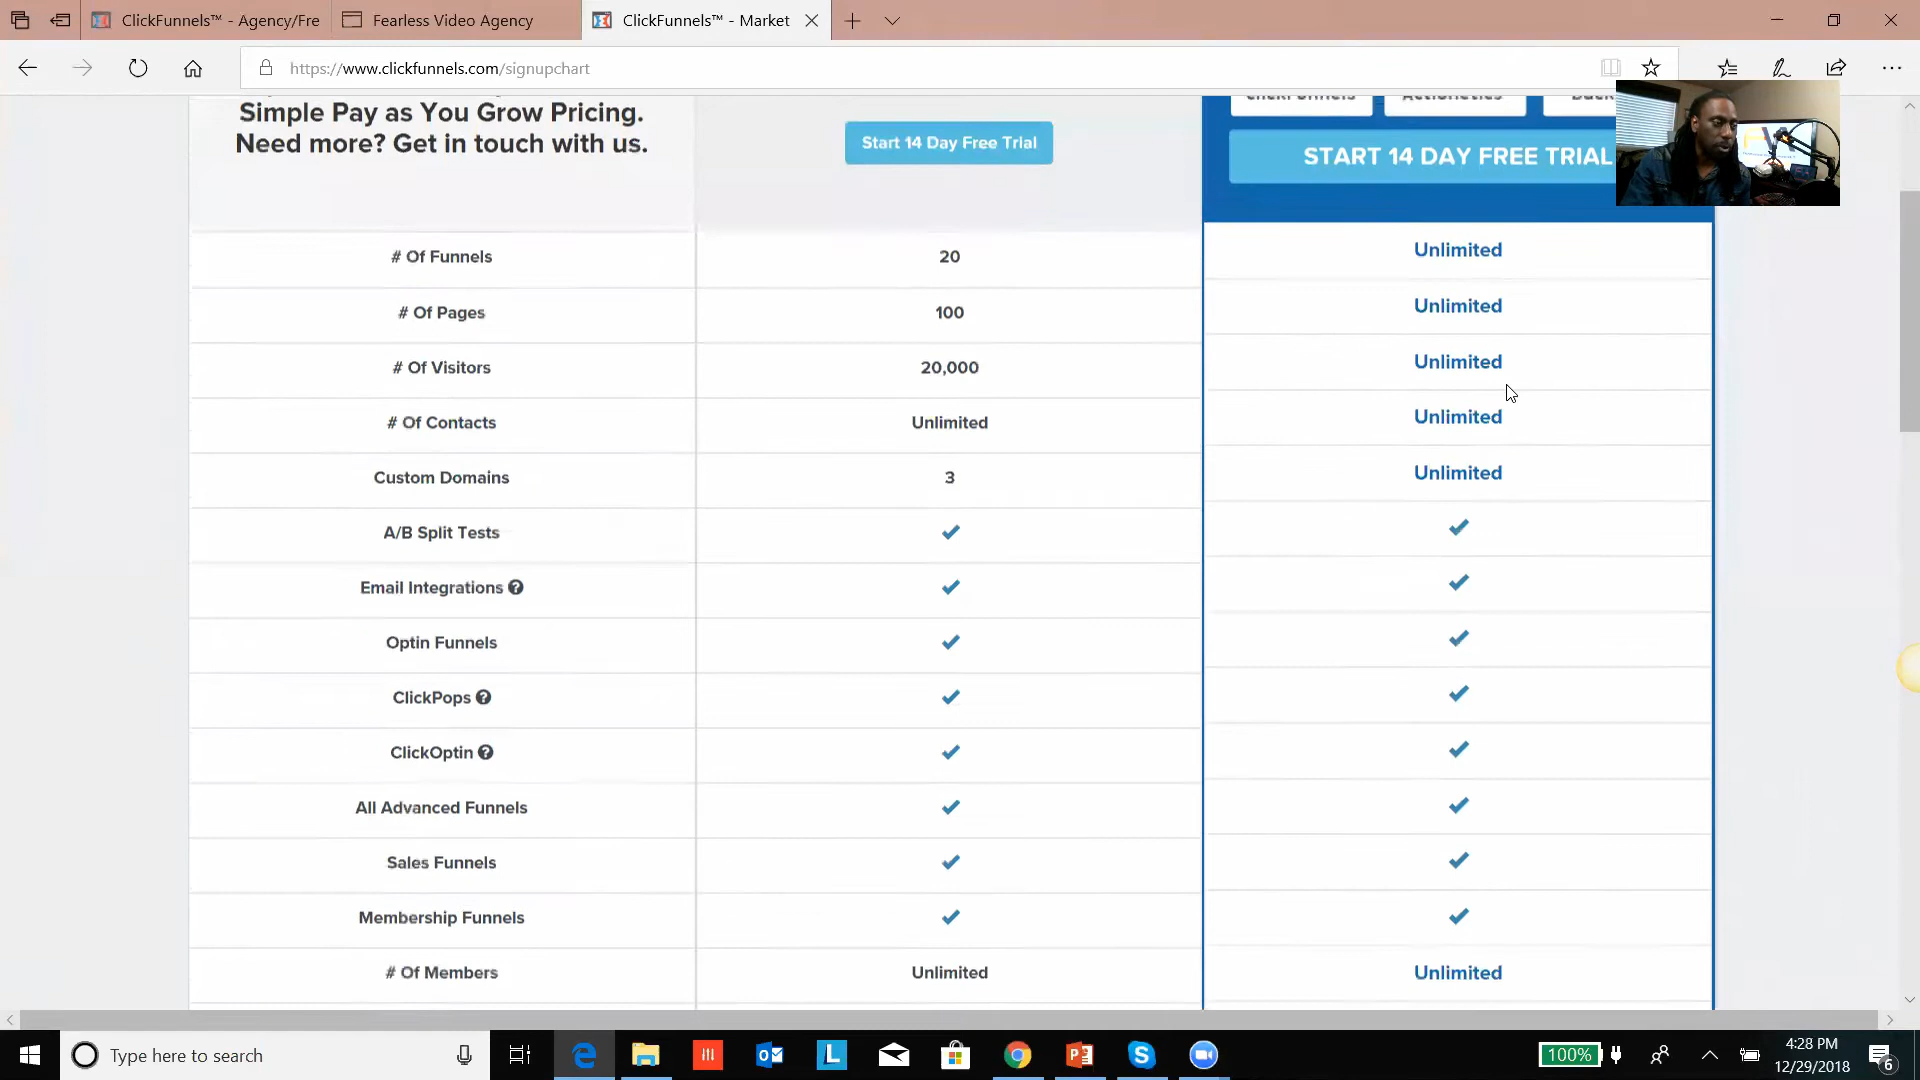 ClickFunnels™ - Agency/Fre
Fearless Video Agency
ClickFunnels™ - Market
https://www.clickfunnels.com/signupchart
Simple Pay as You Grow Pricing.
Need more? Get in touch with us.
Start 14 Day Free Trial
ClickFunnels
Actionetics
START 14 DAY FREE TRIAL
# Of Funnels 20 Unlimited
# Of Pages 100 Unlimited
# Of Visitors 20,000 Unlimited
# Of Contacts Unlimited Unlimited
Custom Domains 3 Unlimited
A/B Split Tests
Email Integrations ?
Optin Funnels
ClickPops ?
ClickOptin ?
All Advanced Funnels
Sales Funnels
Membership Funnels
# Of Members Unlimited Unlimited
Type here to search
100%
4:28 PM
12/29/2018
6